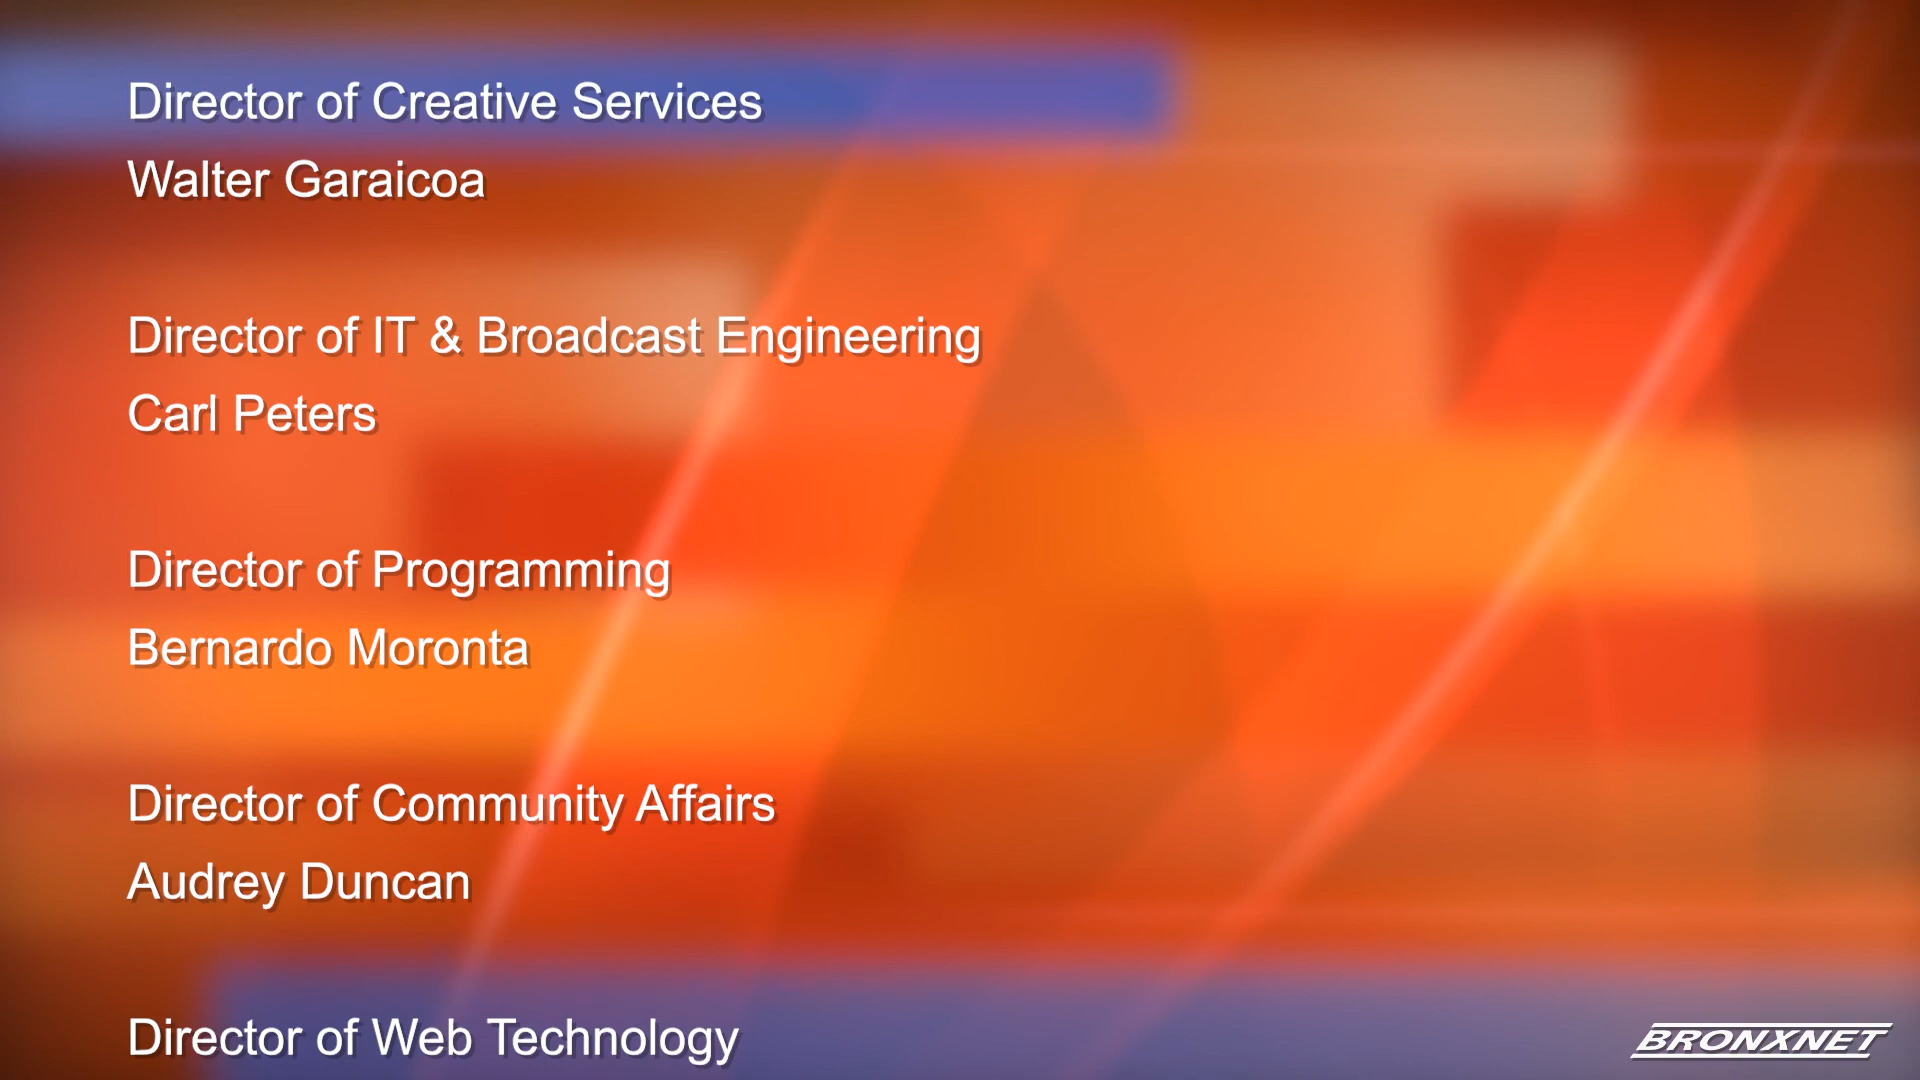 Director of Creative Services
Walter Garaicoa
Director of IT & Broadcast Engineering
Carl Peters
Director of Programming
Bernardo Moronta
Director of Community Affairs
Audrey Duncan
Director of Web Technology
BRONXNET